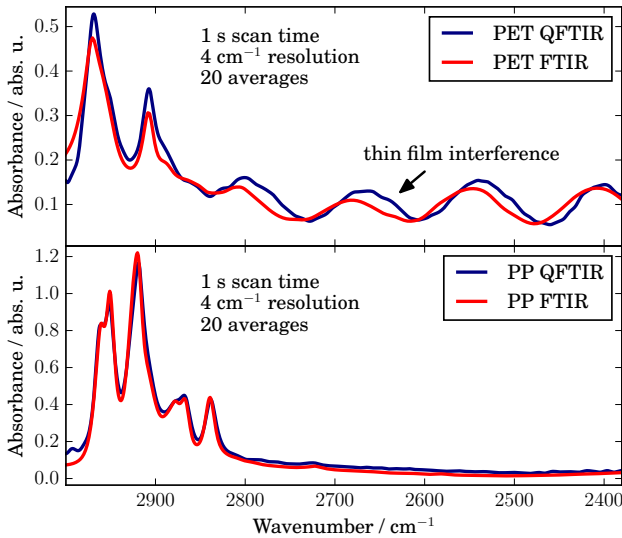 0.5
0.4
0.3
0.2
0.1
Absorbance / abs. u.
1 s scan time
4 cm⁻¹ resolution
20 averages
PET QFTIR
PET FTIR
thin film interference
1.2
1.0
0.8
0.6
0.4
0.2
0.0
Absorbance / abs. u.
1 s scan time
4 cm⁻¹ resolution
20 averages
PP QFTIR
PP FTIR
2900 2800 2700 2600 2500 2400
Wavenumber / cm⁻¹